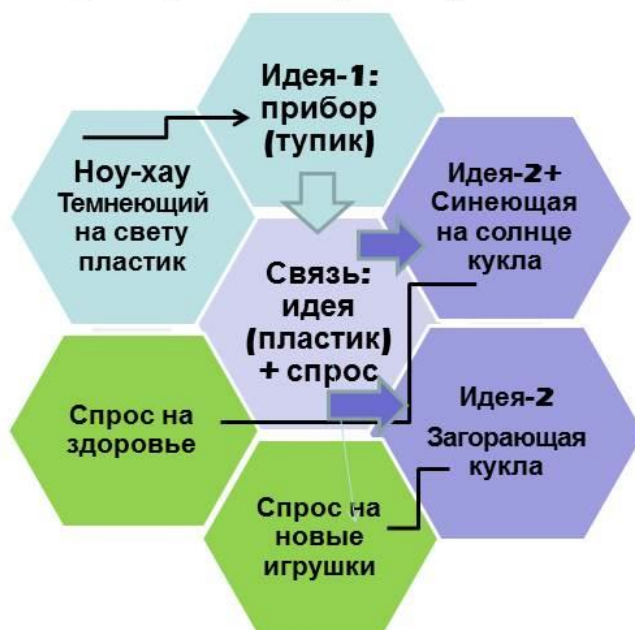 Идея-1:
прибор
(тупик)
Ноу-хау
Темнеющий
на свету
пластик
Идея-2+
Синеющая
на солнце
кукла
Связь:
идея
(пластик)
+ спрос
Спрос на
здоровье
Идея-2
Загорающая
кукла
Спрос на
новые
игрушки